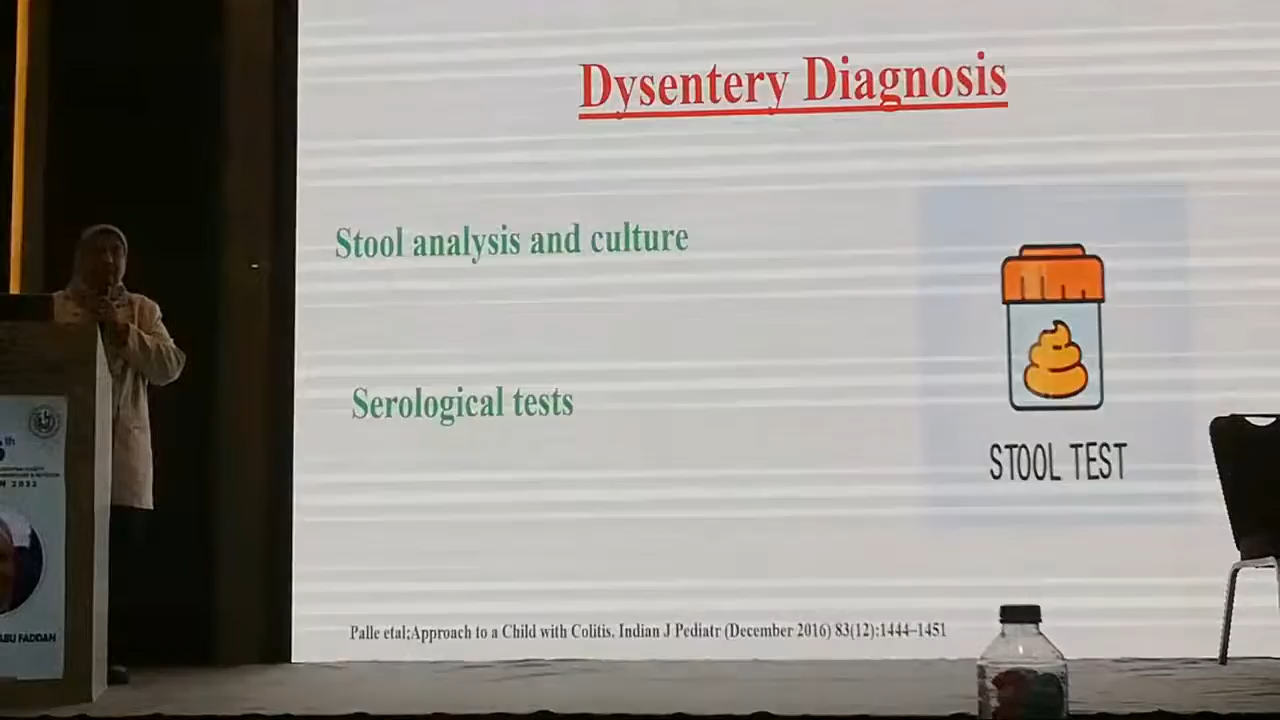 Dysentery Diagnosis
Stool analysis and culture
Serological tests
STOOL TEST
Palle etal;Approach to a Child with Colitis. Indian J Pediatr (December 2016) 83(12):1444–1451
th
ABU FADDAN